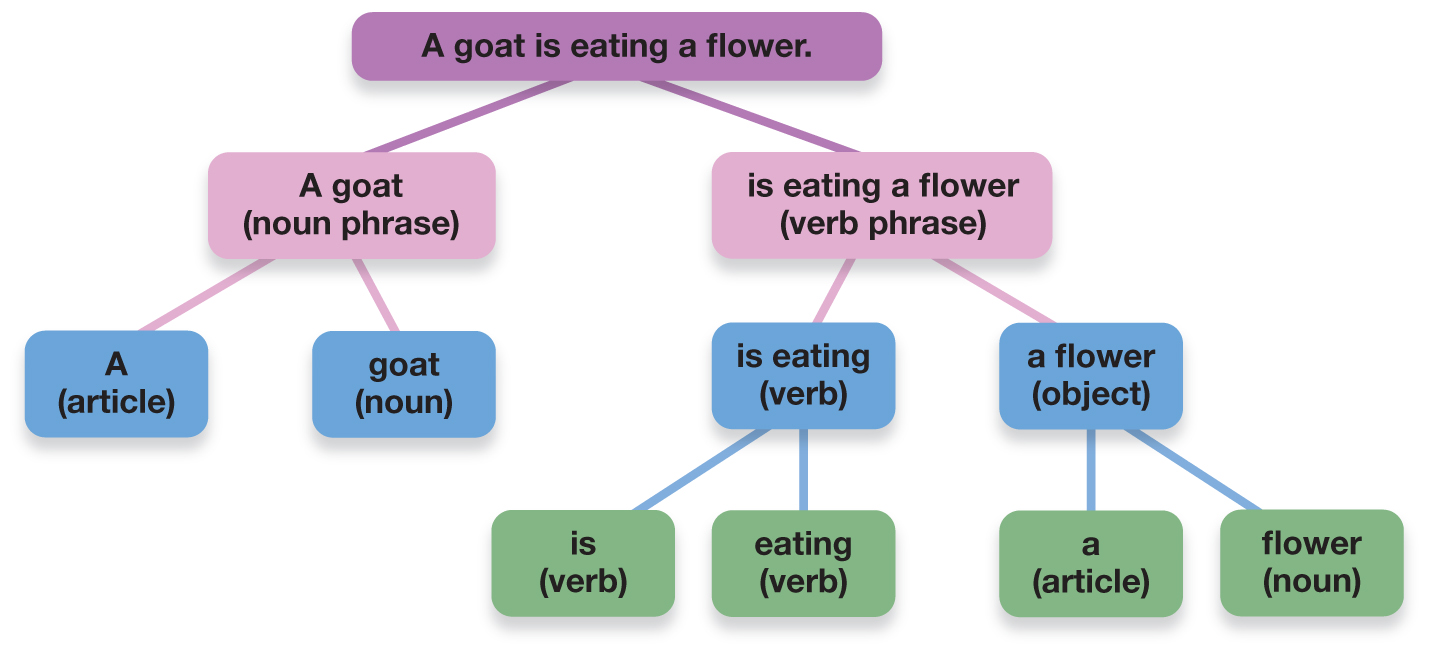 A goat is eating a flower.
A goat
(noun phrase)
is eating a flower
(verb phrase)
A
(article)
goat
(noun)
is eating
(verb)
a flower
(object)
is
(verb)
eating
(verb)
a
(article)
flower
(noun)